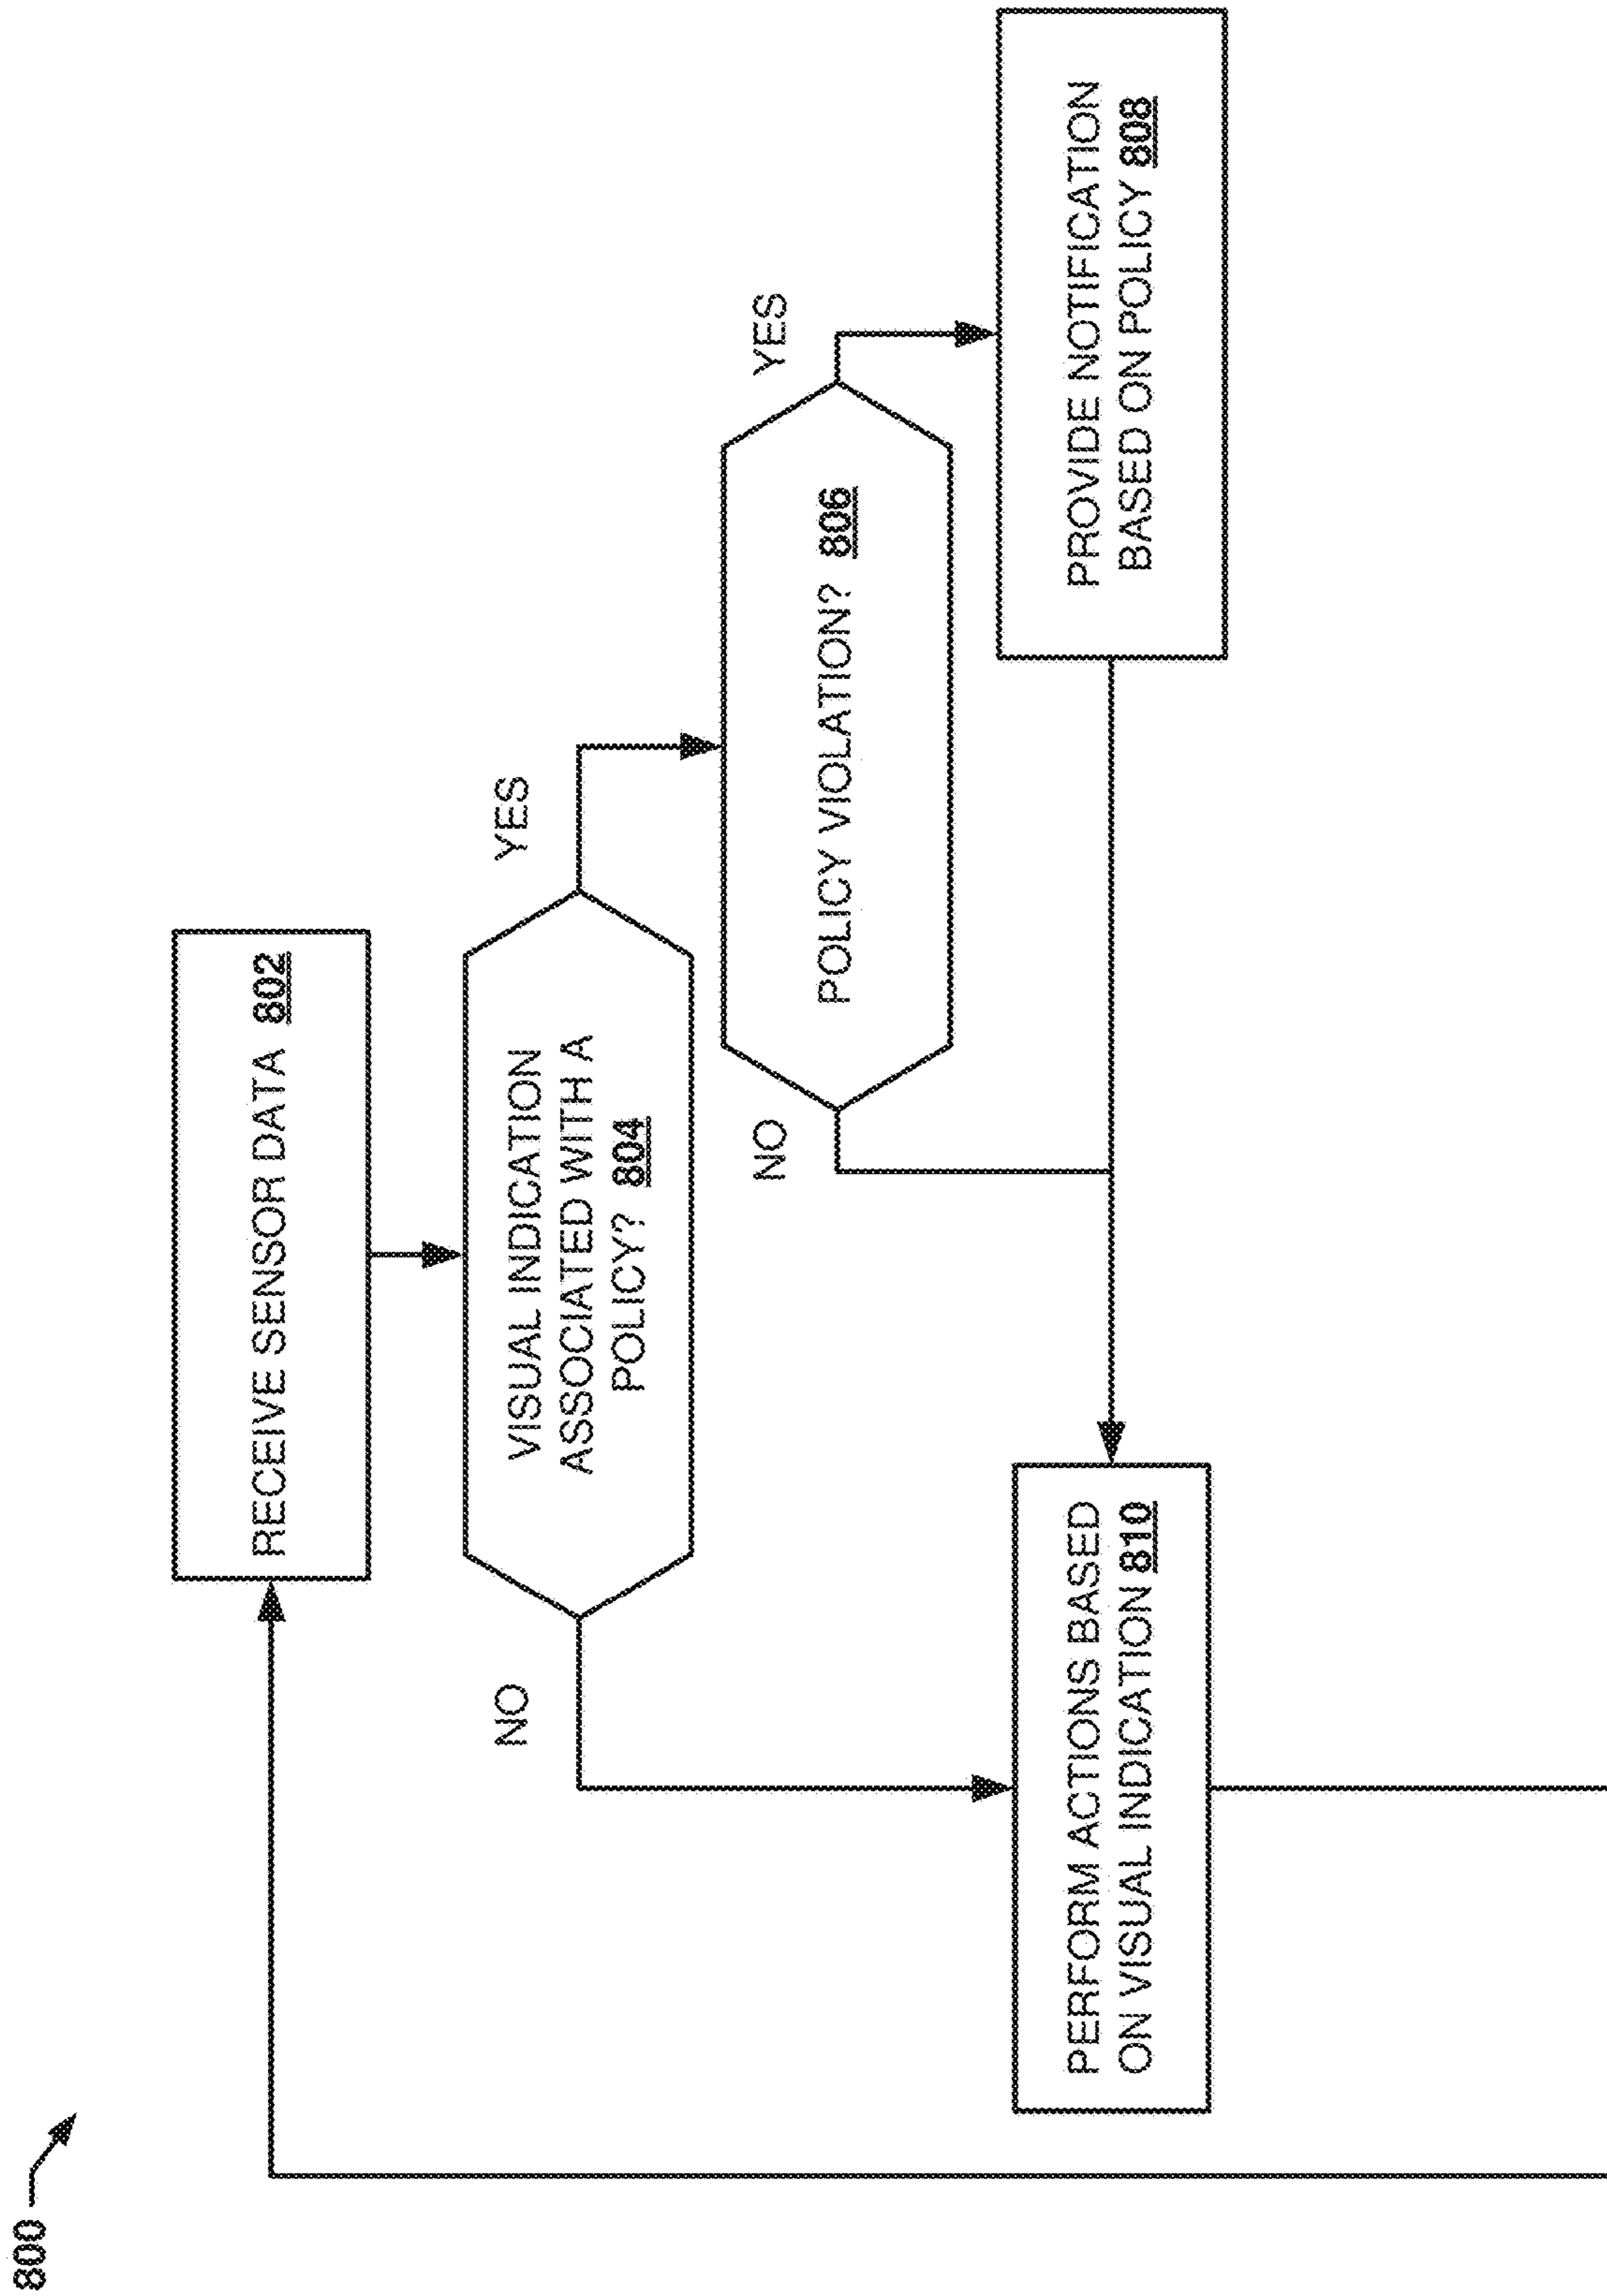 800
RECEIVE SENSOR DATA 802
VISUAL INDICATION
ASSOCIATED WITH A
POLICY? 804
NO
YES
POLICY VIOLATION? 806
NO
YES
PERFORM ACTIONS BASED
ON VISUAL INDICATION 810
PROVIDE NOTIFICATION
BASED ON POLICY 808